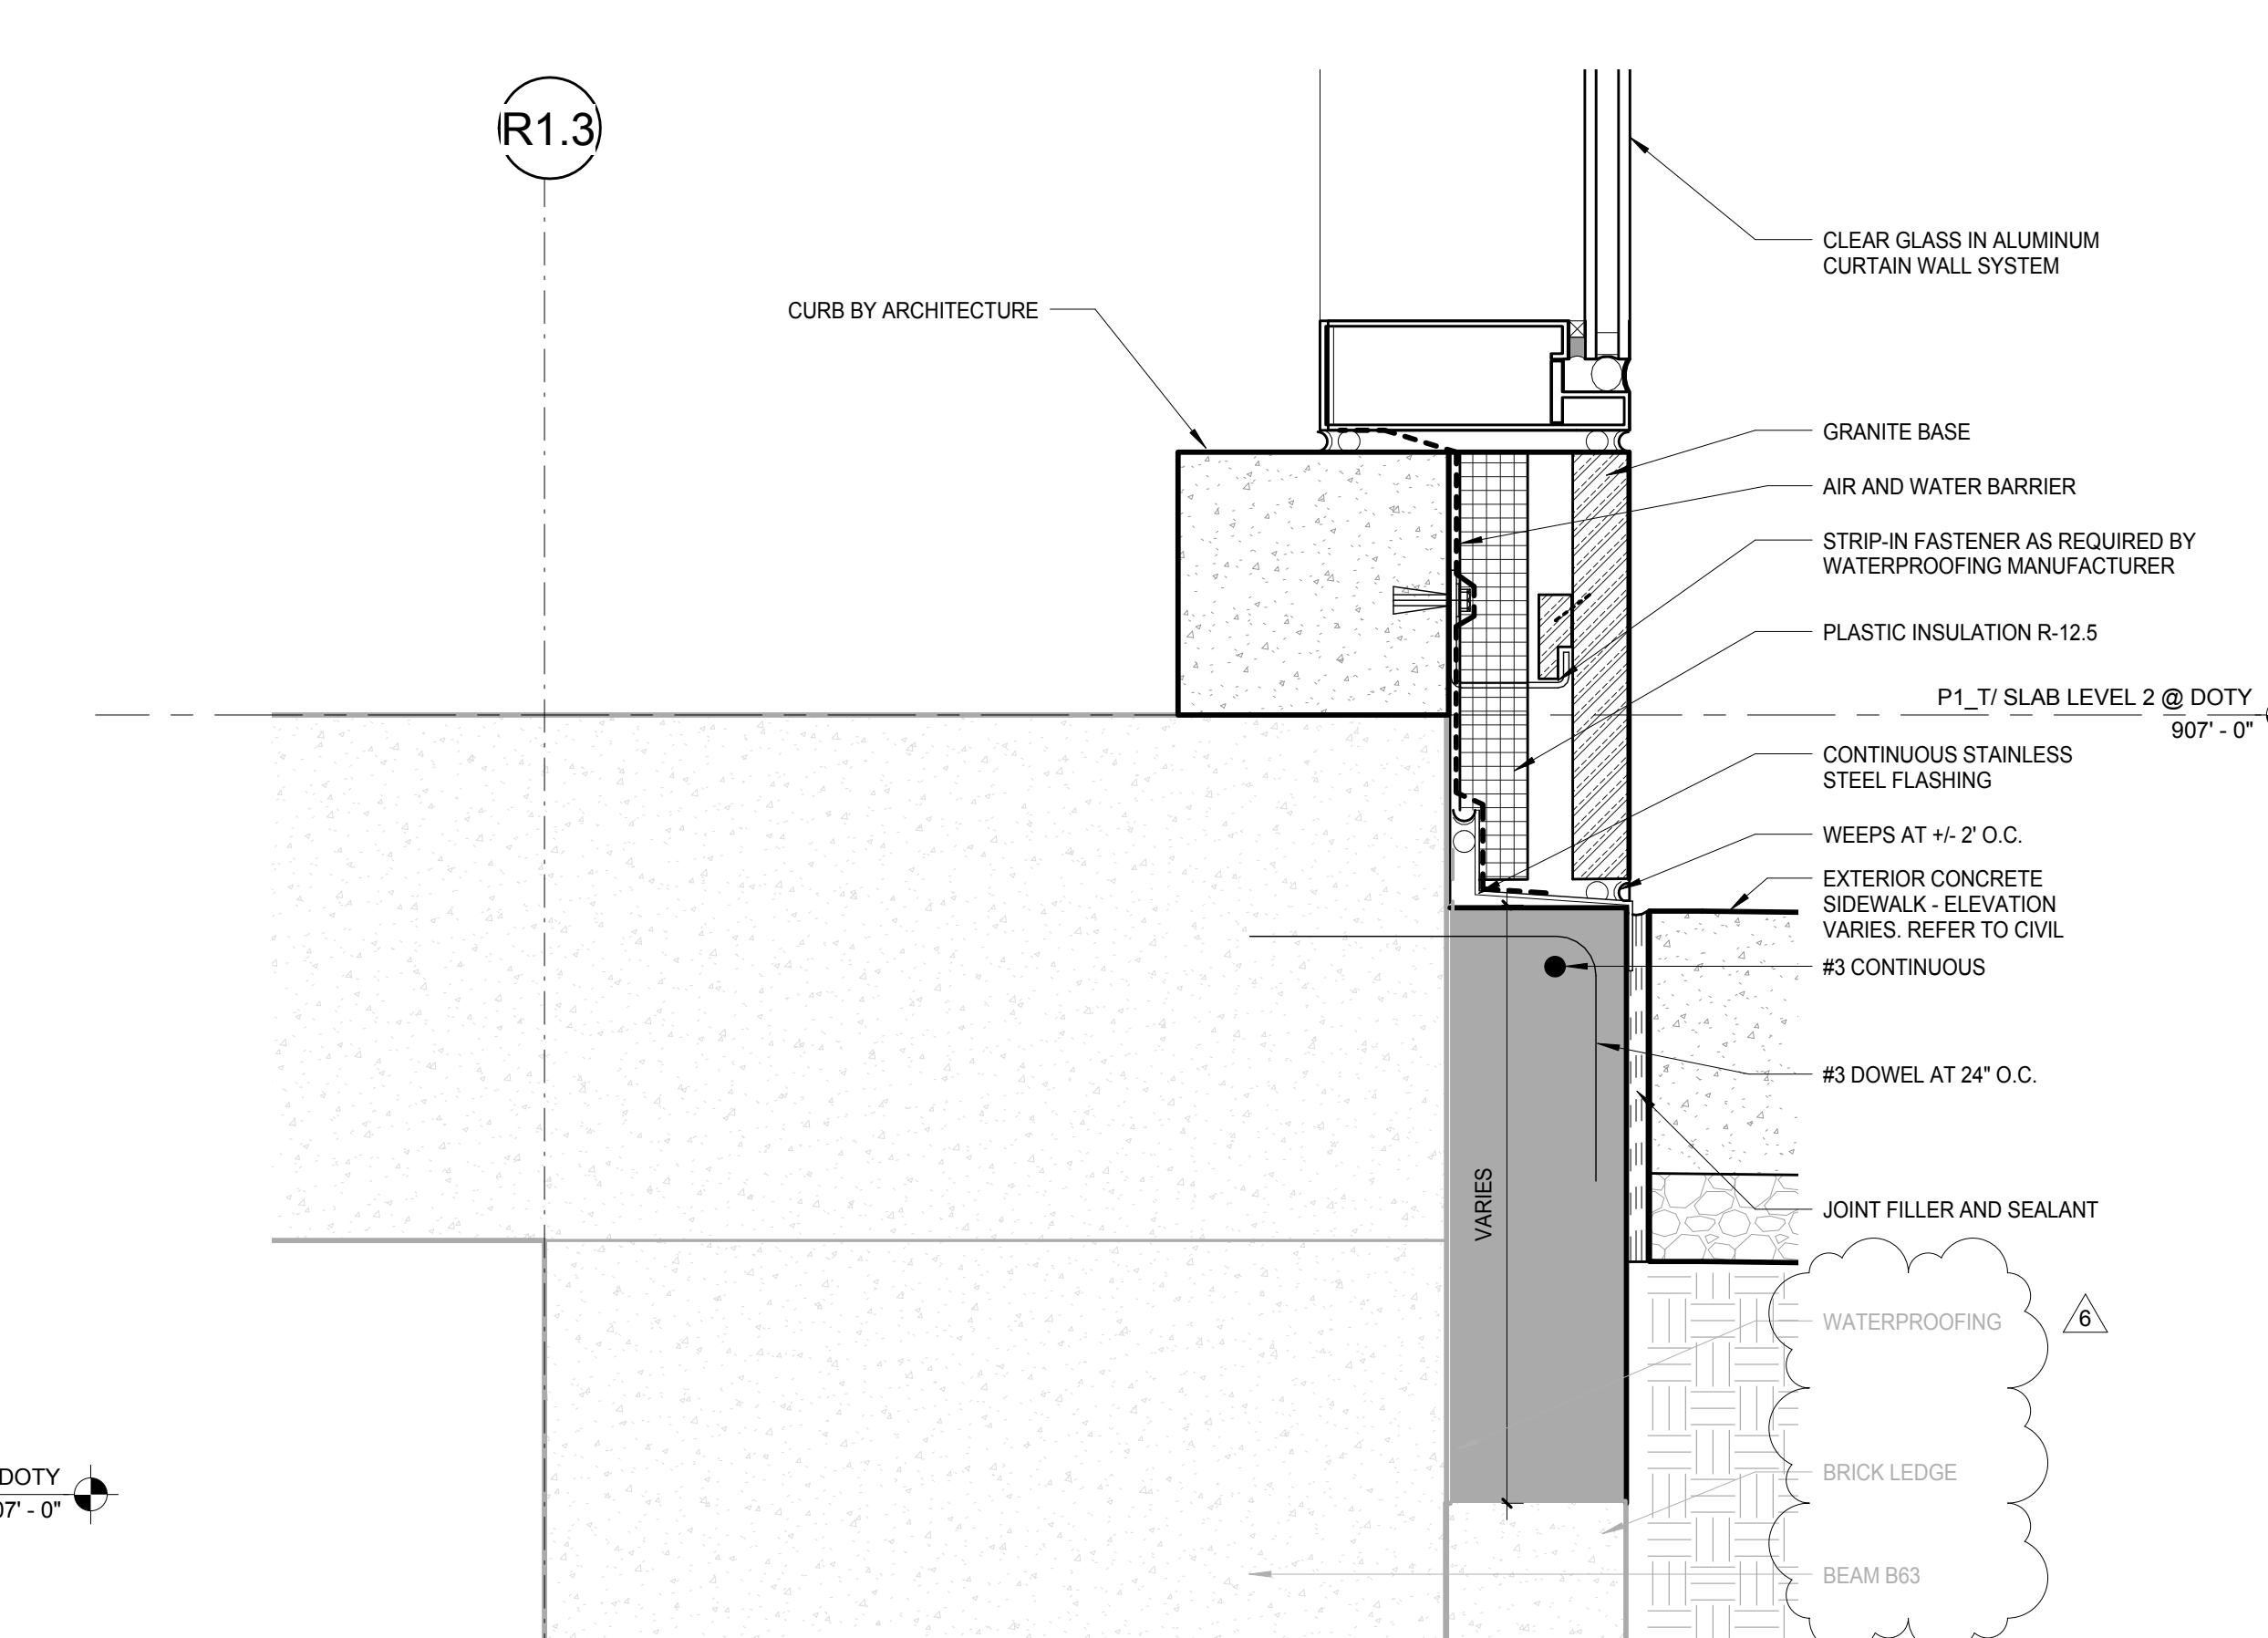 R1.3
CLEAR GLASS IN ALUMINUM
CURTAIN WALL SYSTEM
CURB BY ARCHITECTURE
GRANITE BASE
AIR AND WATER BARRIER
STRIP-IN FASTENER AS REQUIRED BY
WATERPROOFING MANUFACTURER
PLASTIC INSULATION R-12.5
P1_T/ SLAB LEVEL 2 @ DOTY
907' - 0"
CONTINUOUS STAINLESS
STEEL FLASHING
WEEPS AT +/- 2' O.C.
EXTERIOR CONCRETE
SIDEWALK - ELEVATION
VARIES. REFER TO CIVIL
#3 CONTINUOUS
#3 DOWEL AT 24" O.C.
VARIES
JOINT FILLER AND SEALANT
WATERPROOFING
6
BRICK LEDGE
DOTY
07' - 0"
BEAM B63